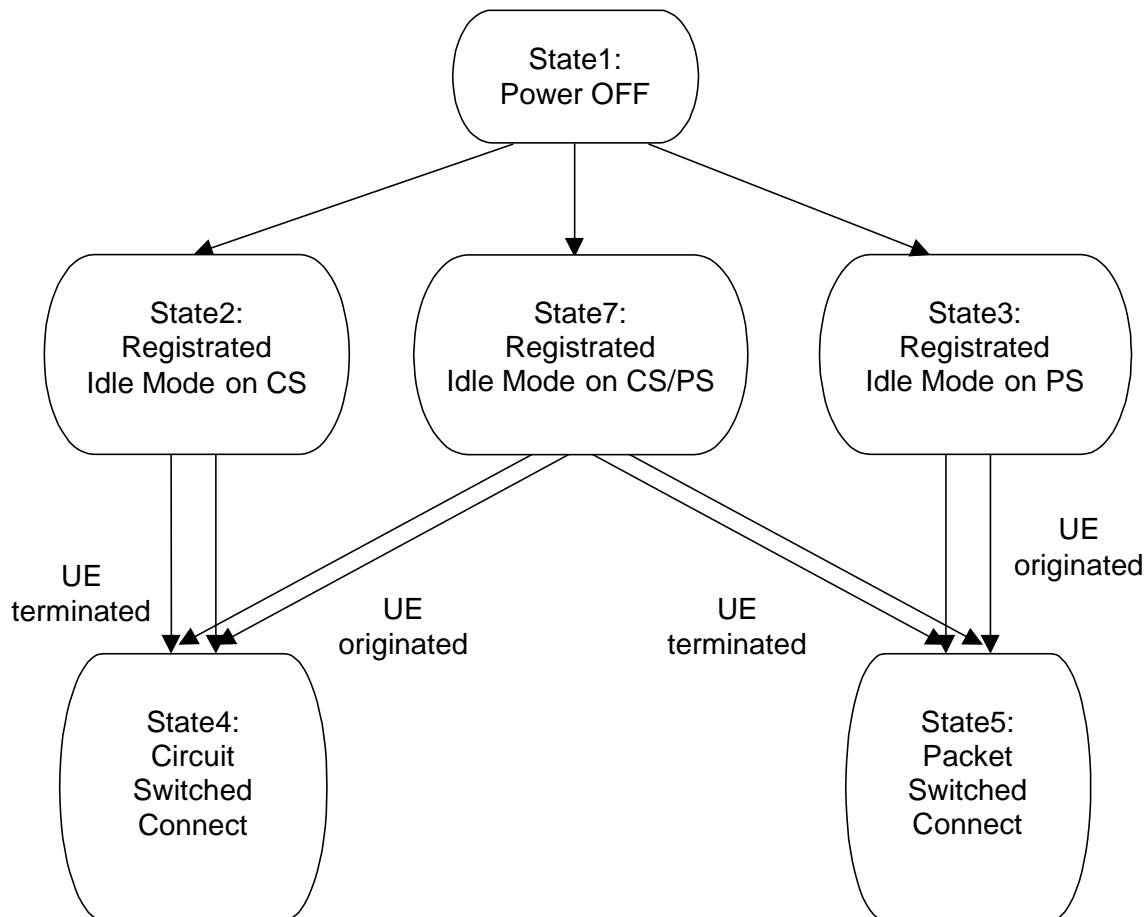 State1:
Power OFF
State2:
Registrated
Idle Mode on CS
State7:
Registrated
Idle Mode on CS/PS
State3:
Registrated
Idle Mode on PS
UE
terminated
UE
originated
UE
terminated
UE
originated
State4:
Circuit
Switched
Connect
State5:
Packet
Switched
Connect